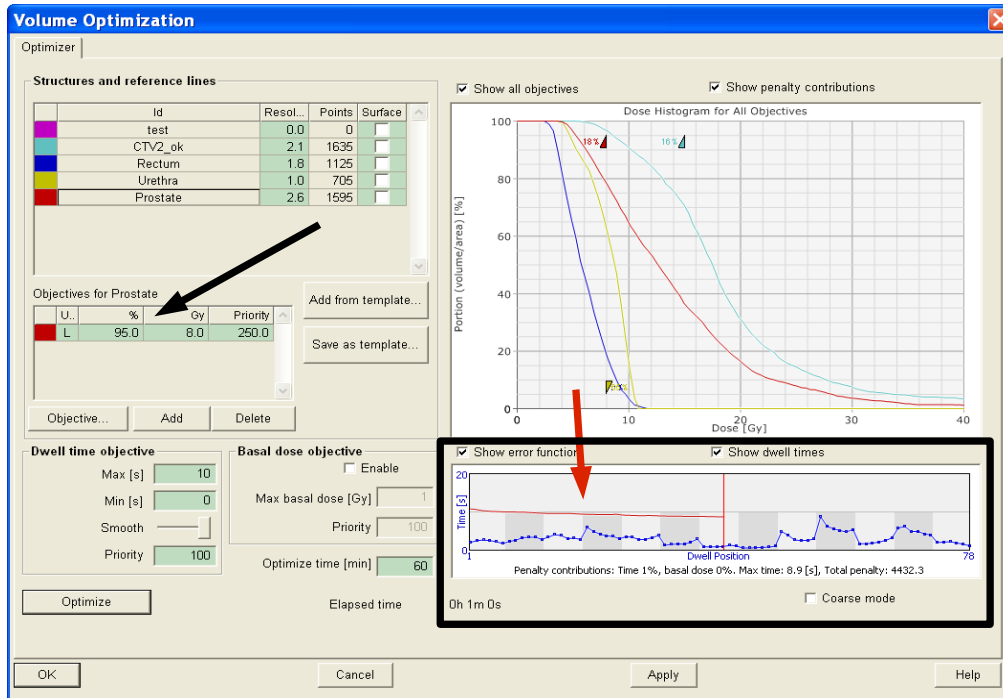 Volume Optimization
Optimizer
Structures and reference lines
Id Resol... Points Surface
test 0.0 0
CTV2_ok 2.1 1635
Rectum 1.8 1125
Urethra 1.0 705
Prostate 2.6 1595
Objectives for Prostate
U.. % Gy Priority
L 95.0 8.0 250.0
Add from template...
Save as template...
Objective... Add Delete
Dwell time objective
Max [s] 10
Min [s] 0
Smooth
Priority 100
Basal dose objective
Enable
Max basal dose [Gy] 1
Priority 100
Optimize time [min] 60
Optimize
Elapsed time 0h 1m 0s
Show all objectives Show penalty contributions
Dose Histogram for All Objectives
Portion (volume/area) [%]
100
80
60
40
20
0
18% 16%
0 10 20 30 40
Dose [Gy]
Show error function Show dwell times
Time [s]
20
0
1 Dwell Position 78
Penalty contributions: Time 1%, basal dose 0%. Max time: 8.9 [s], Total penalty: 4432.3
Coarse mode
OK Cancel Apply Help